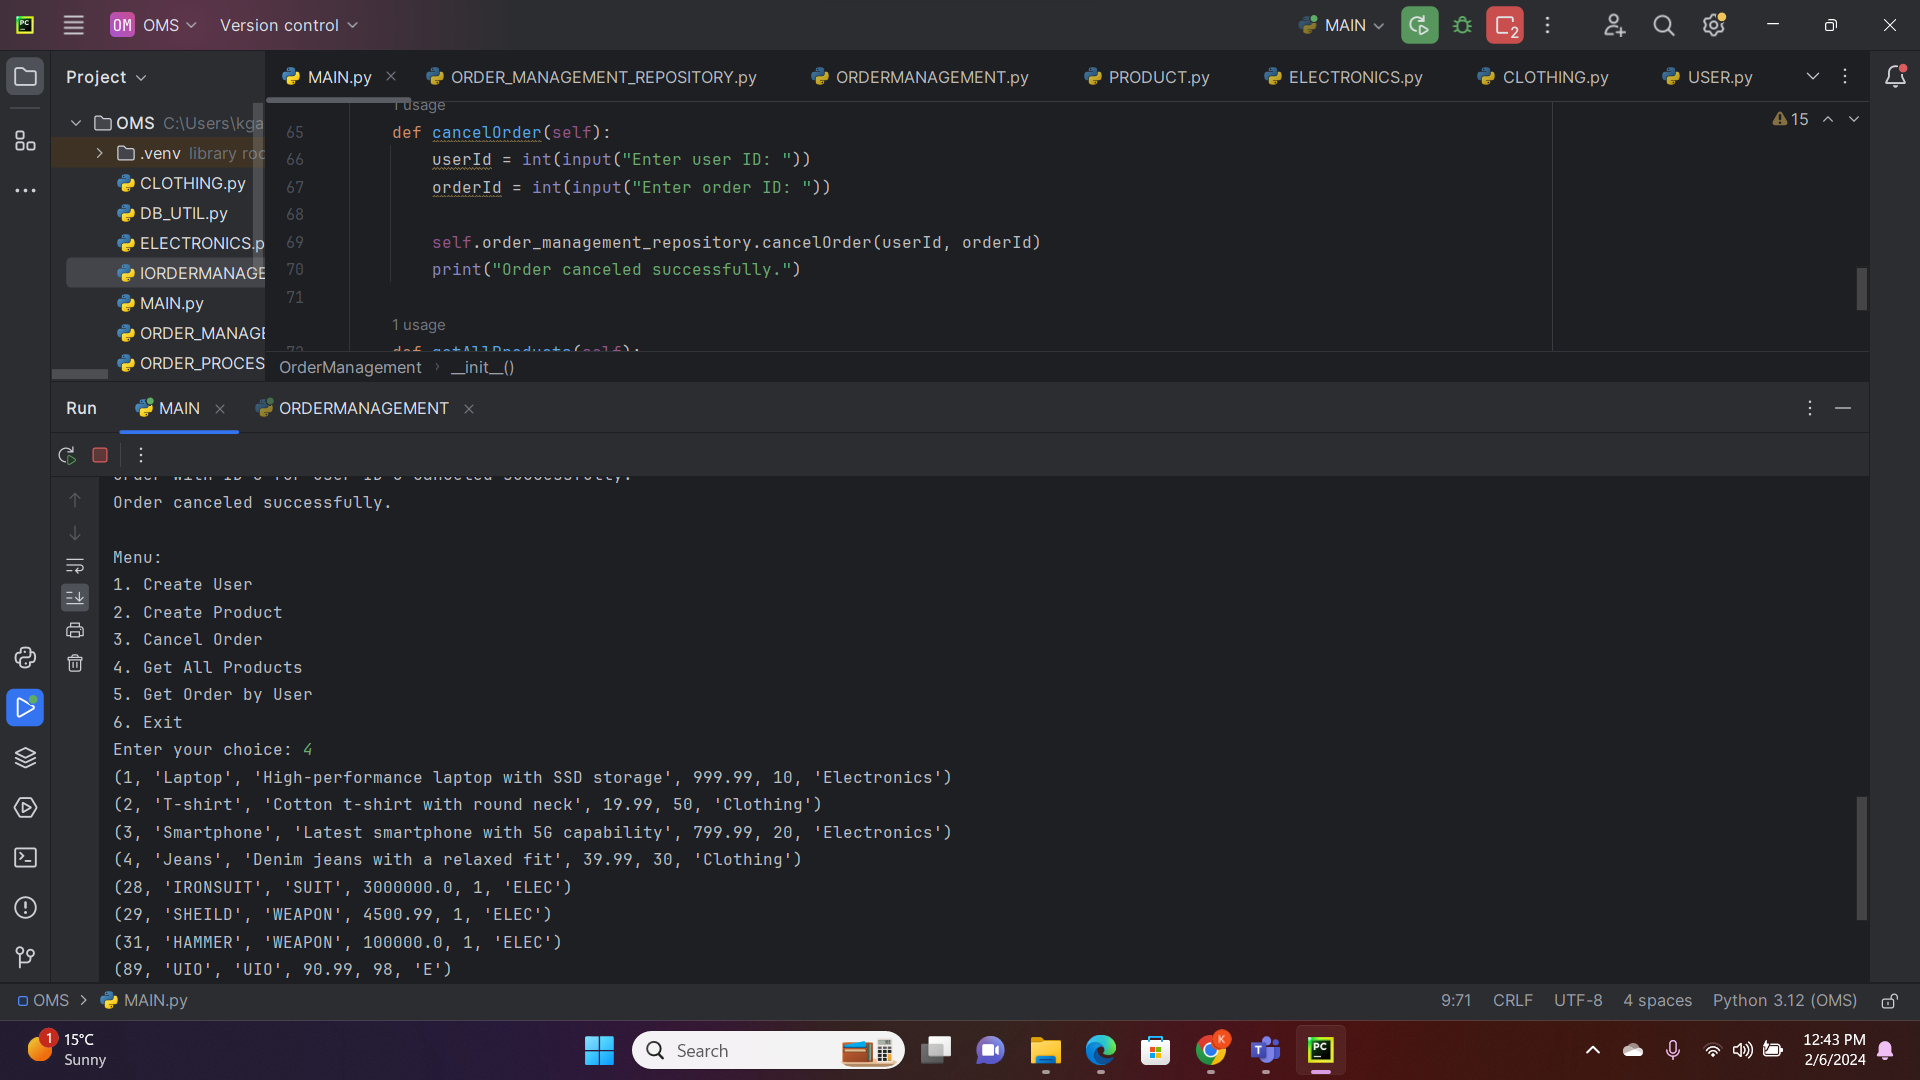 OM OMS Version control MAIN 2
Project
MAIN.py ORDER_MANAGEMENT_REPOSITORY.py ORDERMANAGEMENT.py PRODUCT.py ELECTRONICS.py CLOTHING.py USER.py
OMS C:\Users\kga
.venv library roo
CLOTHING.py
DB_UTIL.py
ELECTRONICS.p
IORDERMANAGE
MAIN.py
ORDER_MANAGE
ORDER_PROCES
1 usage
15
65 def cancelOrder(self):
66 userId = int(input("Enter user ID: "))
67 orderId = int(input("Enter order ID: "))
68
69 self.order_management_repository.cancelOrder(userId, orderId)
70 print("Order canceled successfully.")
71
1 usage
72 def getAllProducts(self):
OrderManagement › __init__()
Run MAIN ORDERMANAGEMENT
canceled successfully.
Order canceled successfully.
Menu:
1. Create User
2. Create Product
3. Cancel Order
4. Get All Products
5. Get Order by User
6. Exit
Enter your choice: 4
(1, 'Laptop', 'High-performance laptop with SSD storage', 999.99, 10, 'Electronics')
(2, 'T-shirt', 'Cotton t-shirt with round neck', 19.99, 50, 'Clothing')
(3, 'Smartphone', 'Latest smartphone with 5G capability', 799.99, 20, 'Electronics')
(4, 'Jeans', 'Denim jeans with a relaxed fit', 39.99, 30, 'Clothing')
(28, 'IRONSUIT', 'SUIT', 3000000.0, 1, 'ELEC')
(29, 'SHEILD', 'WEAPON', 4500.99, 1, 'ELEC')
(31, 'HAMMER', 'WEAPON', 100000.0, 1, 'ELEC')
(89, 'UIO', 'UIO', 90.99, 98, 'E')
OMS > MAIN.py 9:71 CRLF UTF-8 4 spaces Python 3.12 (OMS)
1 15°C
Sunny
Search
K
PC
12:43 PM
2/6/2024